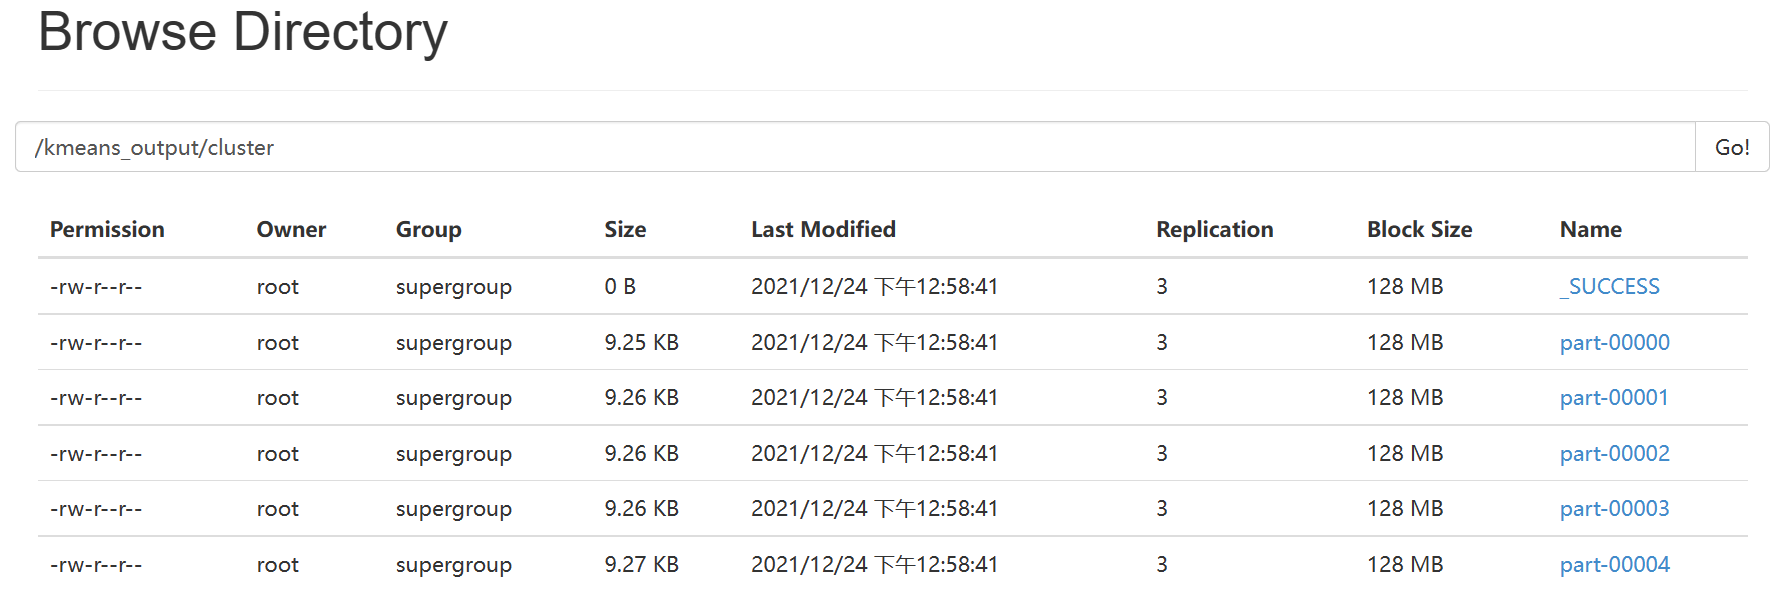 Browse Directory
/kmeans_output/cluster Go!
Permission Owner Group Size Last Modified Replication Block Size Name
-rw-r--r-- root supergroup 0 B 2021/12/24 下午12:58:41 3 128 MB _SUCCESS
-rw-r--r-- root supergroup 9.25 KB 2021/12/24 下午12:58:41 3 128 MB part-00000
-rw-r--r-- root supergroup 9.26 KB 2021/12/24 下午12:58:41 3 128 MB part-00001
-rw-r--r-- root supergroup 9.26 KB 2021/12/24 下午12:58:41 3 128 MB part-00002
-rw-r--r-- root supergroup 9.26 KB 2021/12/24 下午12:58:41 3 128 MB part-00003
-rw-r--r-- root supergroup 9.27 KB 2021/12/24 下午12:58:41 3 128 MB part-00004